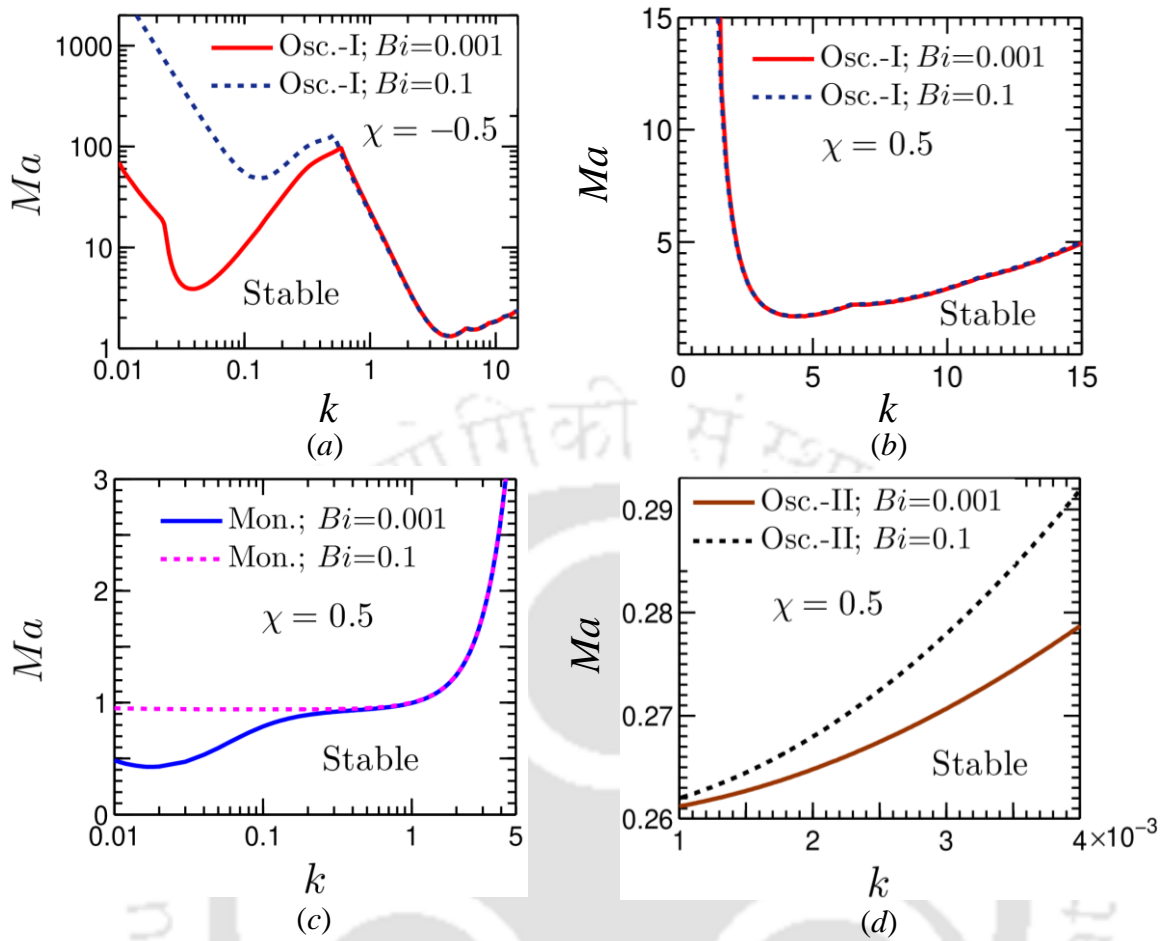 1000
100
10
1
Ma
Osc.-I; Bi=0.001
Osc.-I; Bi=0.1
χ = −0.5
Stable
0.01 0.1 1 10
k
(a)
15
10
5
Ma
Osc.-I; Bi=0.001
Osc.-I; Bi=0.1
χ = 0.5
Stable
0 5 10 15
k
(b)
गिकी सं
3
2
1
0
Ma
Mon.; Bi=0.001
Mon.; Bi=0.1
χ = 0.5
Stable
0.01 0.1 1 5
k
(c)
0.29
0.28
0.27
0.26
Ma
Osc.-II; Bi=0.001
Osc.-II; Bi=0.1
χ = 0.5
Stable
1 2 3 4×10⁻³
k
(d)